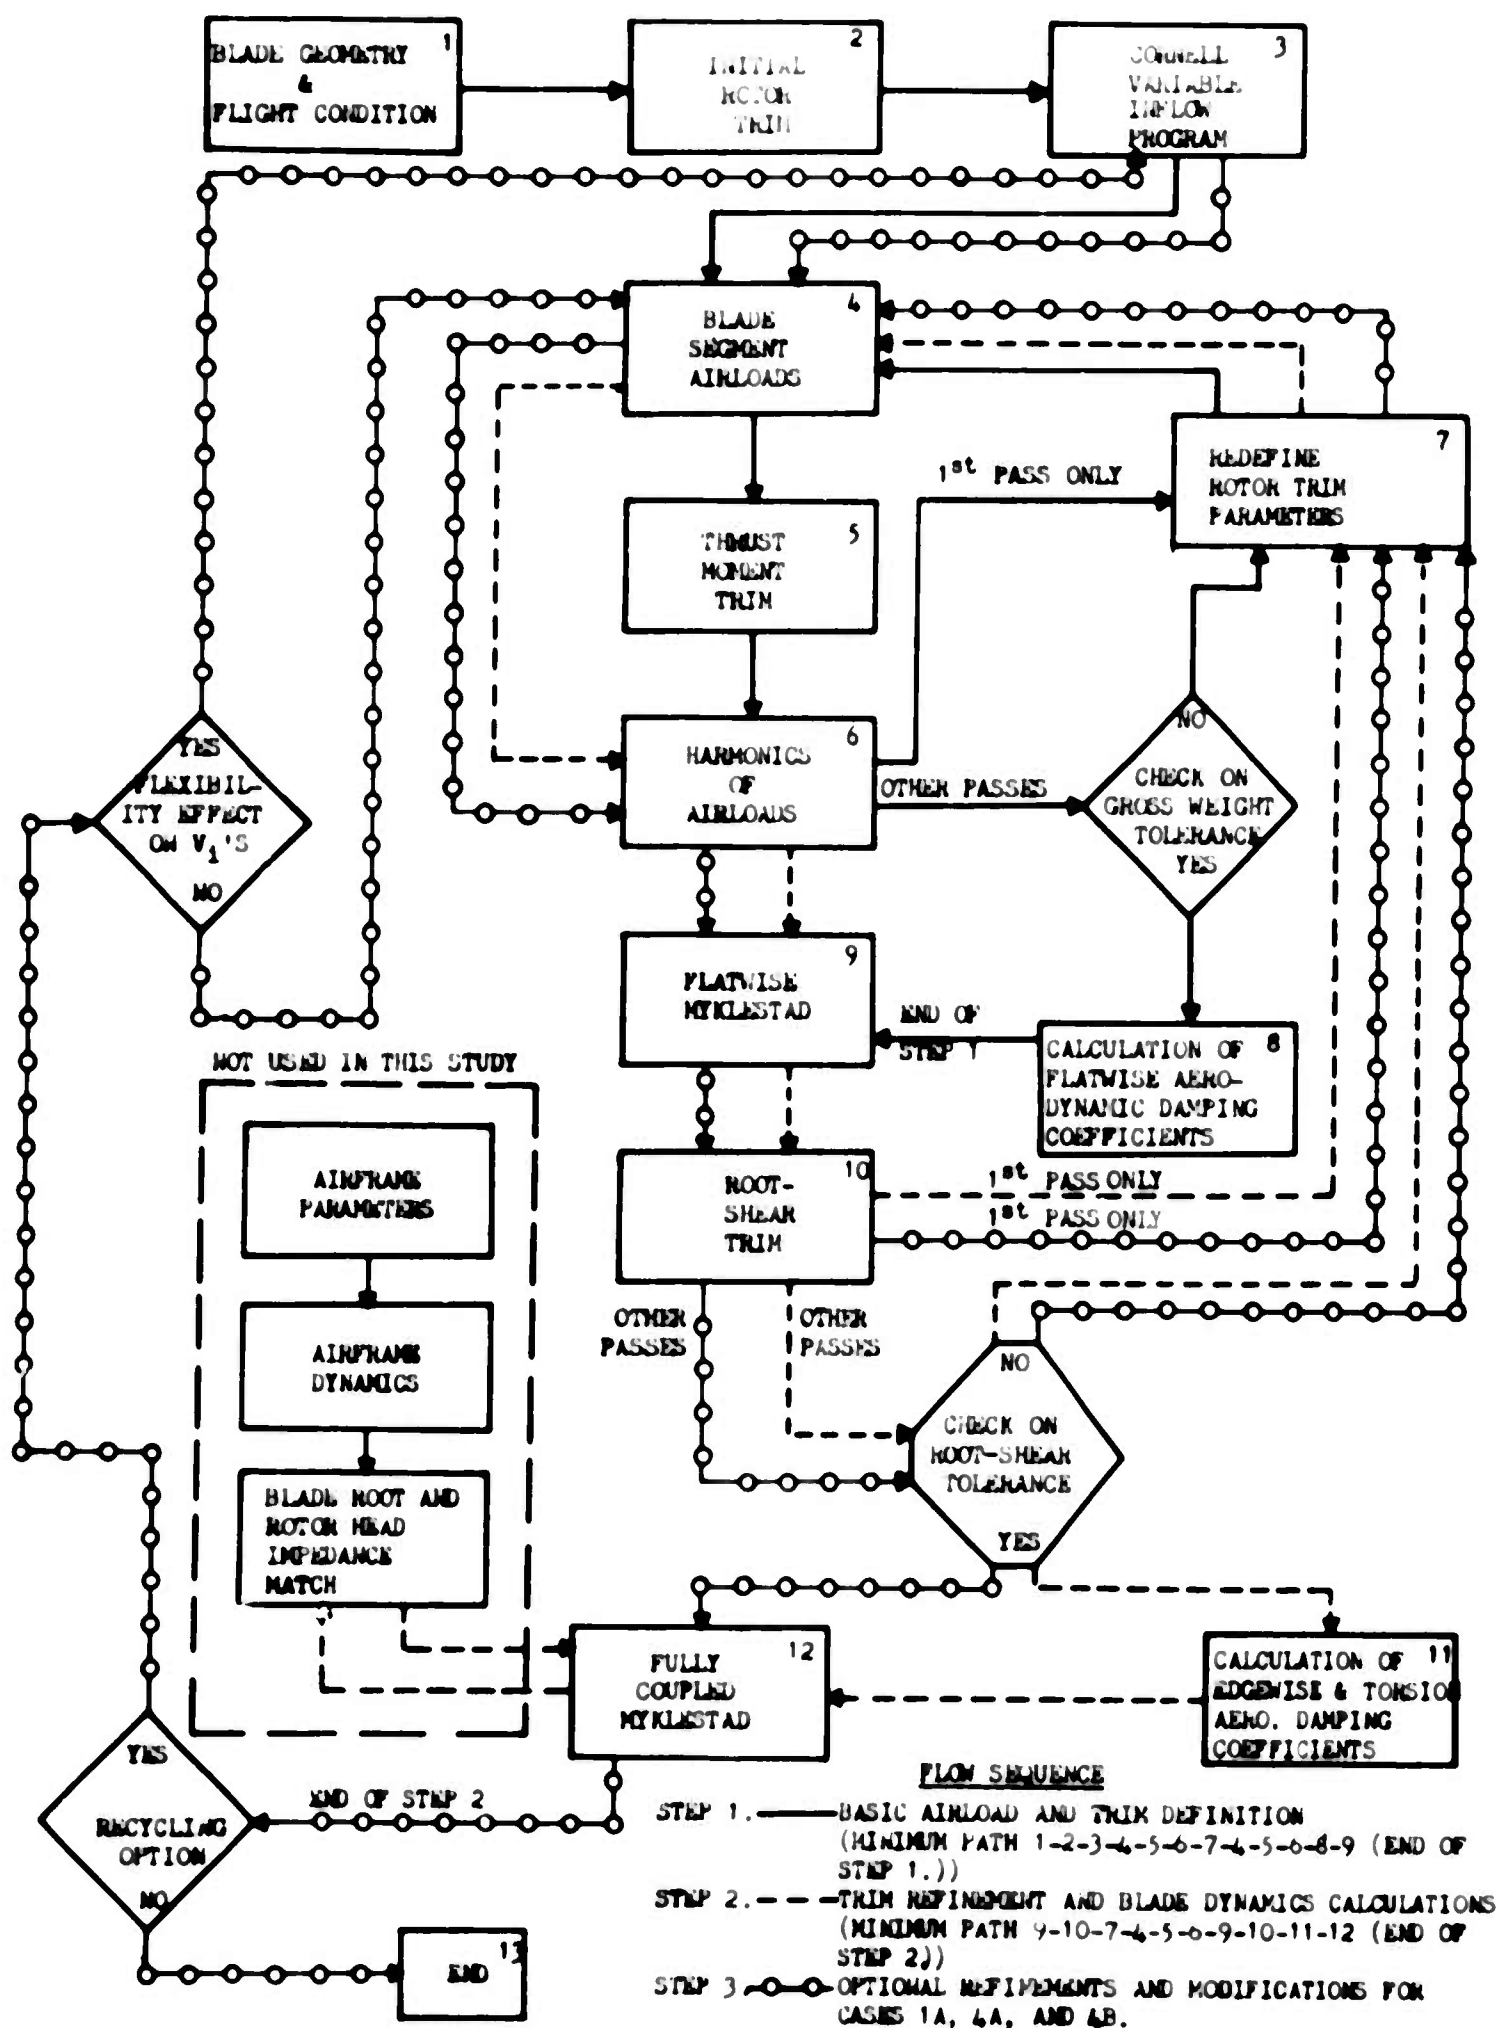 1
BLADE GEOMETRY
&
FLIGHT CONDITION
2
INITIAL
ROTOR
TRIM
3
CORNELL
VARIABLE
INFLOW
PROGRAM
4
BLADE
SEGMENT
AIRLOADS
7
REDEFINE
ROTOR TRIM
PARAMETERS
1st PASS ONLY
5
THRUST
MOMENT
TRIM
6
HARMONICS
OF
AIRLOADS
OTHER PASSES
NO
CHECK ON
GROSS WEIGHT
TOLERANCE
YES
YES
FLEXIBIL-
ITY EFFECT
ON V1'S
NO
9
FLATWISE
MYKLESTAD
END OF
STEP 1
8
CALCULATION OF
FLATWISE AERO-
DYNAMIC DAMPING
COEFFICIENTS
NOT USED IN THIS STUDY
AIRFRAME
PARAMETERS
10
ROOT-
SHEAR
TRIM
1st PASS ONLY
1st PASS ONLY
AIRFRAME
DYNAMICS
OTHER
PASSES
OTHER
PASSES
NO
CHECK ON
ROOT-SHEAR
TOLERANCE
YES
BLADE ROOT AND
ROTOR HEAD
IMPEDANCE
MATCH
12
FULLY
COUPLED
MYKLESTAD
11
CALCULATION OF
EDGEWISE & TORSION
AERO. DAMPING
COEFFICIENTS
YES
RECYCLING
OPTION
NO
END OF STEP 2
13
END
FLOW SEQUENCE
STEP 1. BASIC AIRLOAD AND TRIM DEFINITION
(MINIMUM PATH 1-2-3-4-5-6-7-4-5-6-8-9 (END OF
STEP 1.))
STEP 2. TRIM REFINEMENT AND BLADE DYNAMICS CALCULATIONS
(MINIMUM PATH 9-10-7-4-5-6-9-10-11-12 (END OF
STEP 2))
STEP 3 OPTIONAL REFINEMENTS AND MODIFICATIONS FOR
CASES 1A, 4A, AND 4B.